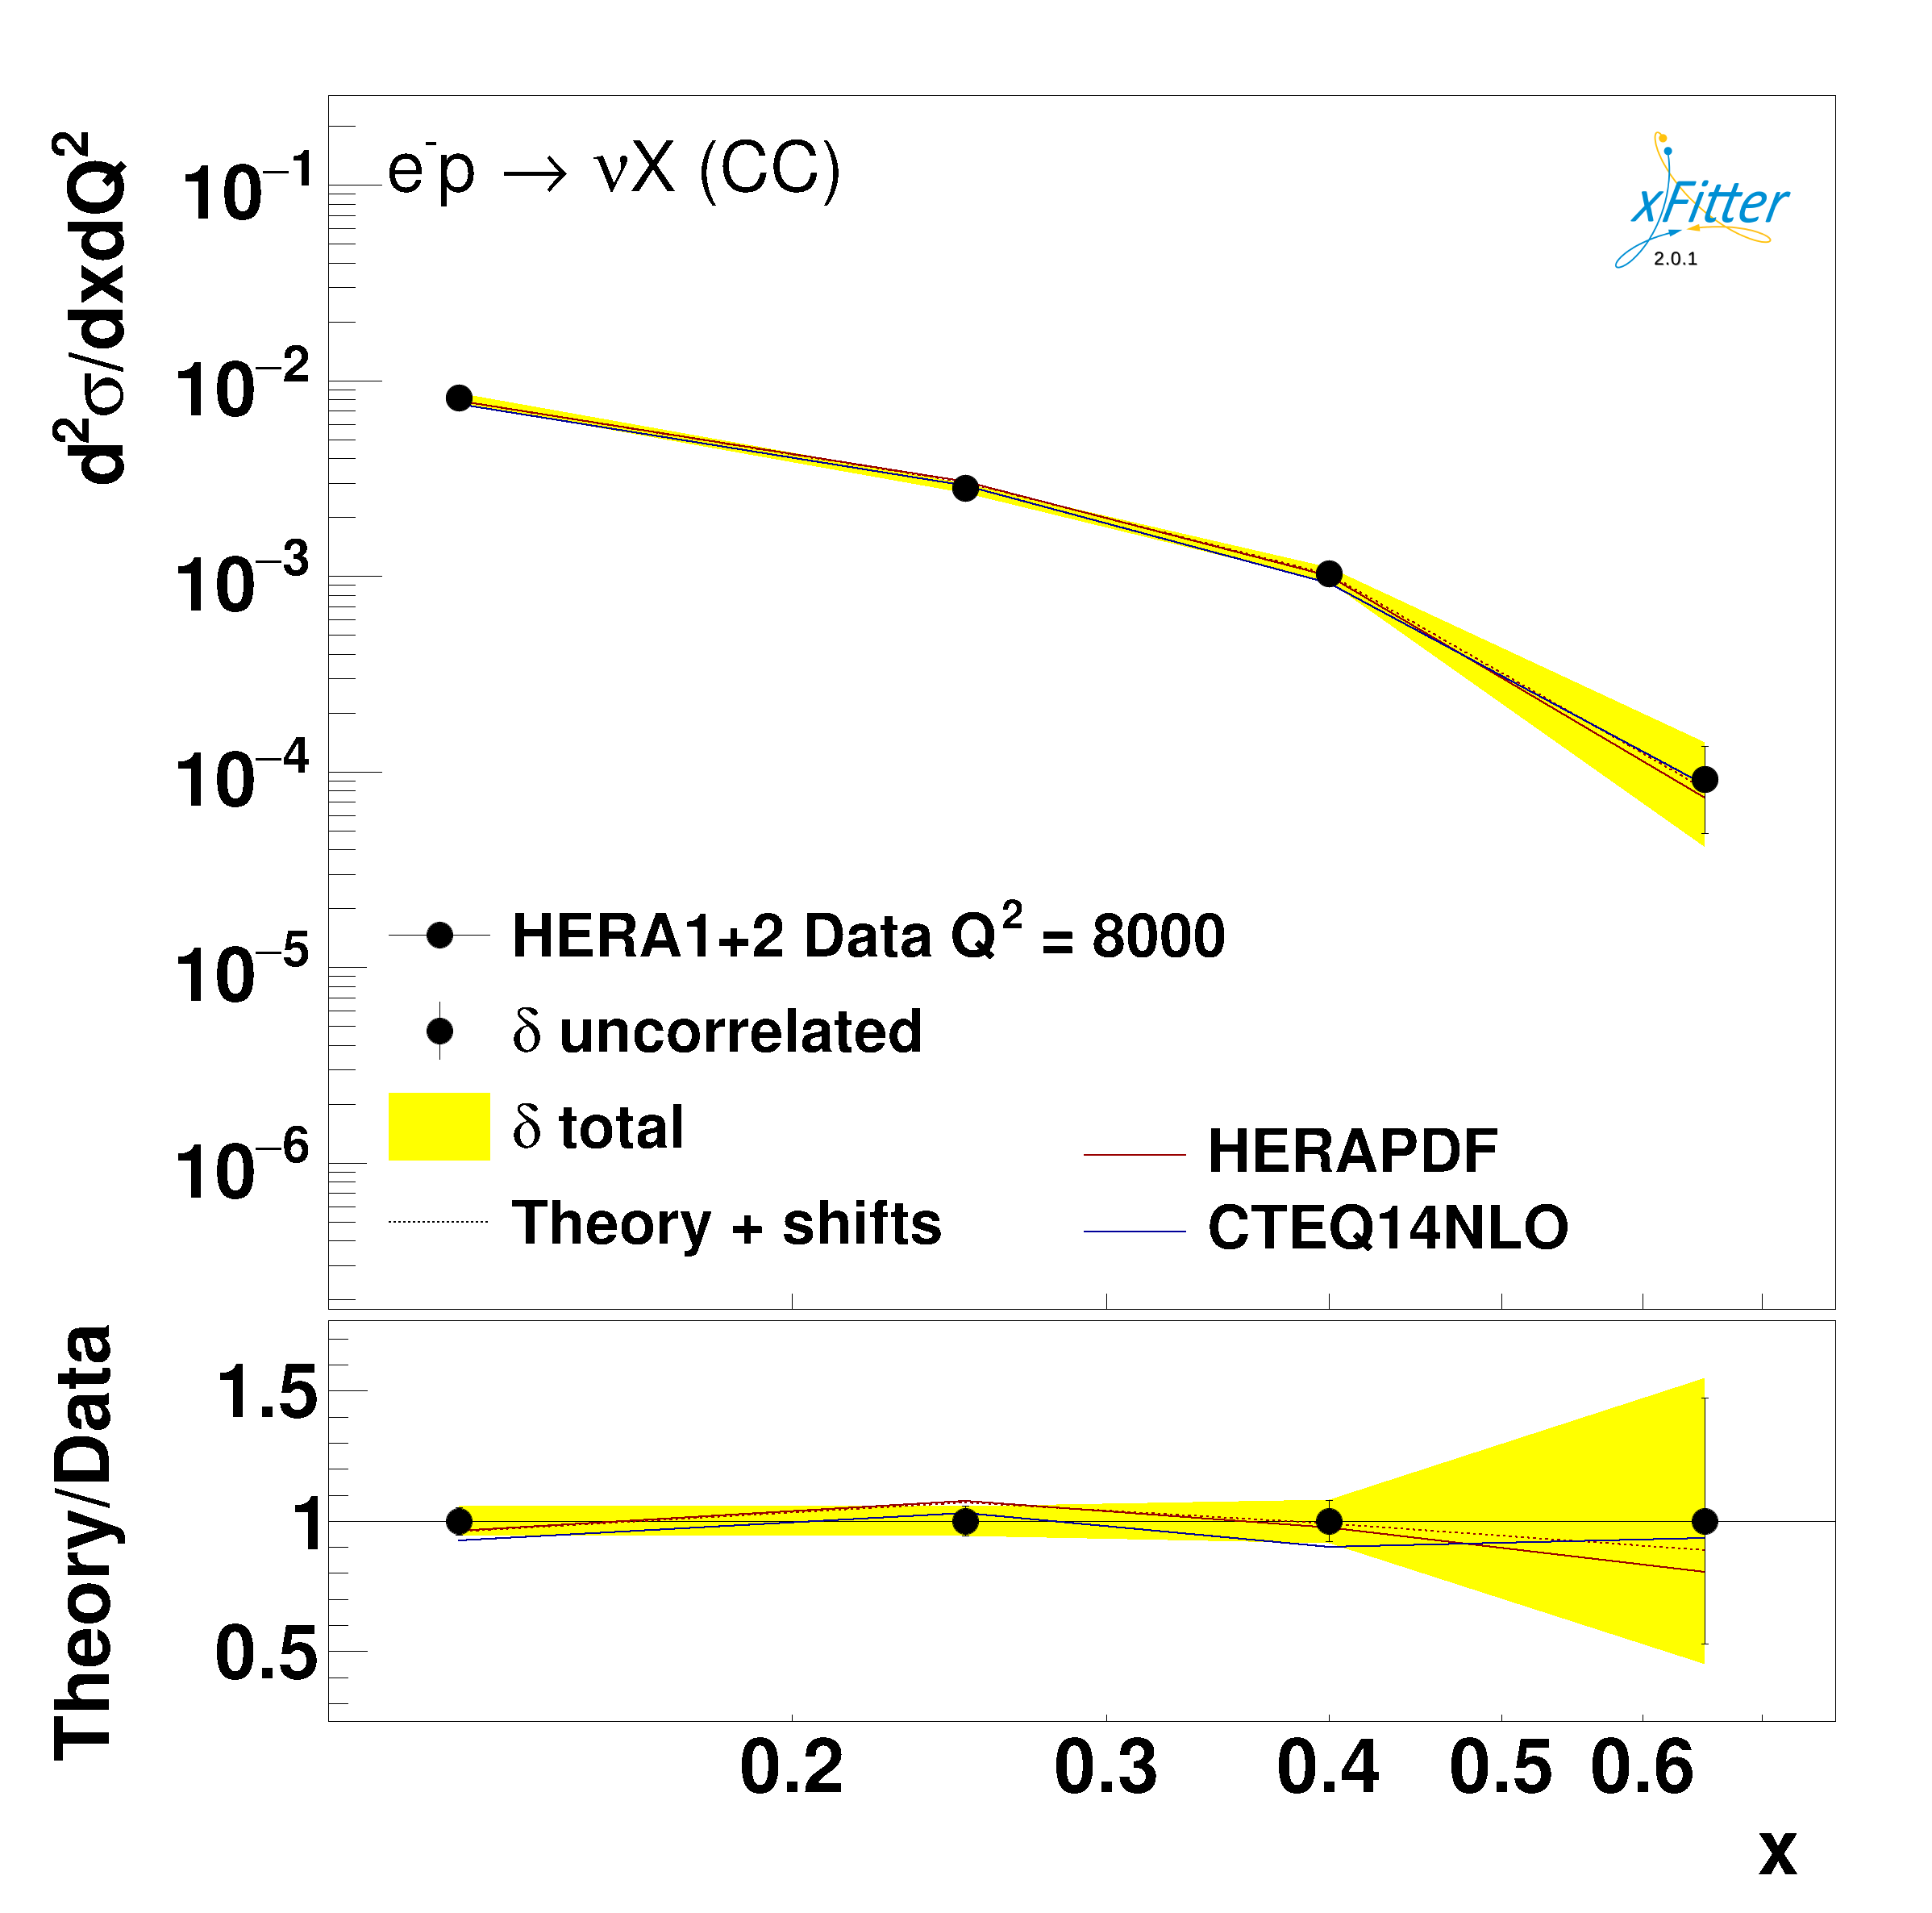 e⁻p → νX (CC)
xFitter
2.0.1
d²σ/dxdQ²
10⁻¹
10⁻²
10⁻³
10⁻⁴
10⁻⁵
10⁻⁶
HERA1+2 Data Q² = 8000
δ uncorrelated
δ total
Theory + shifts
HERAPDF
CTEQ14NLO
Theory/Data
1.5
1
0.5
0.2 0.3 0.4 0.5 0.6
x